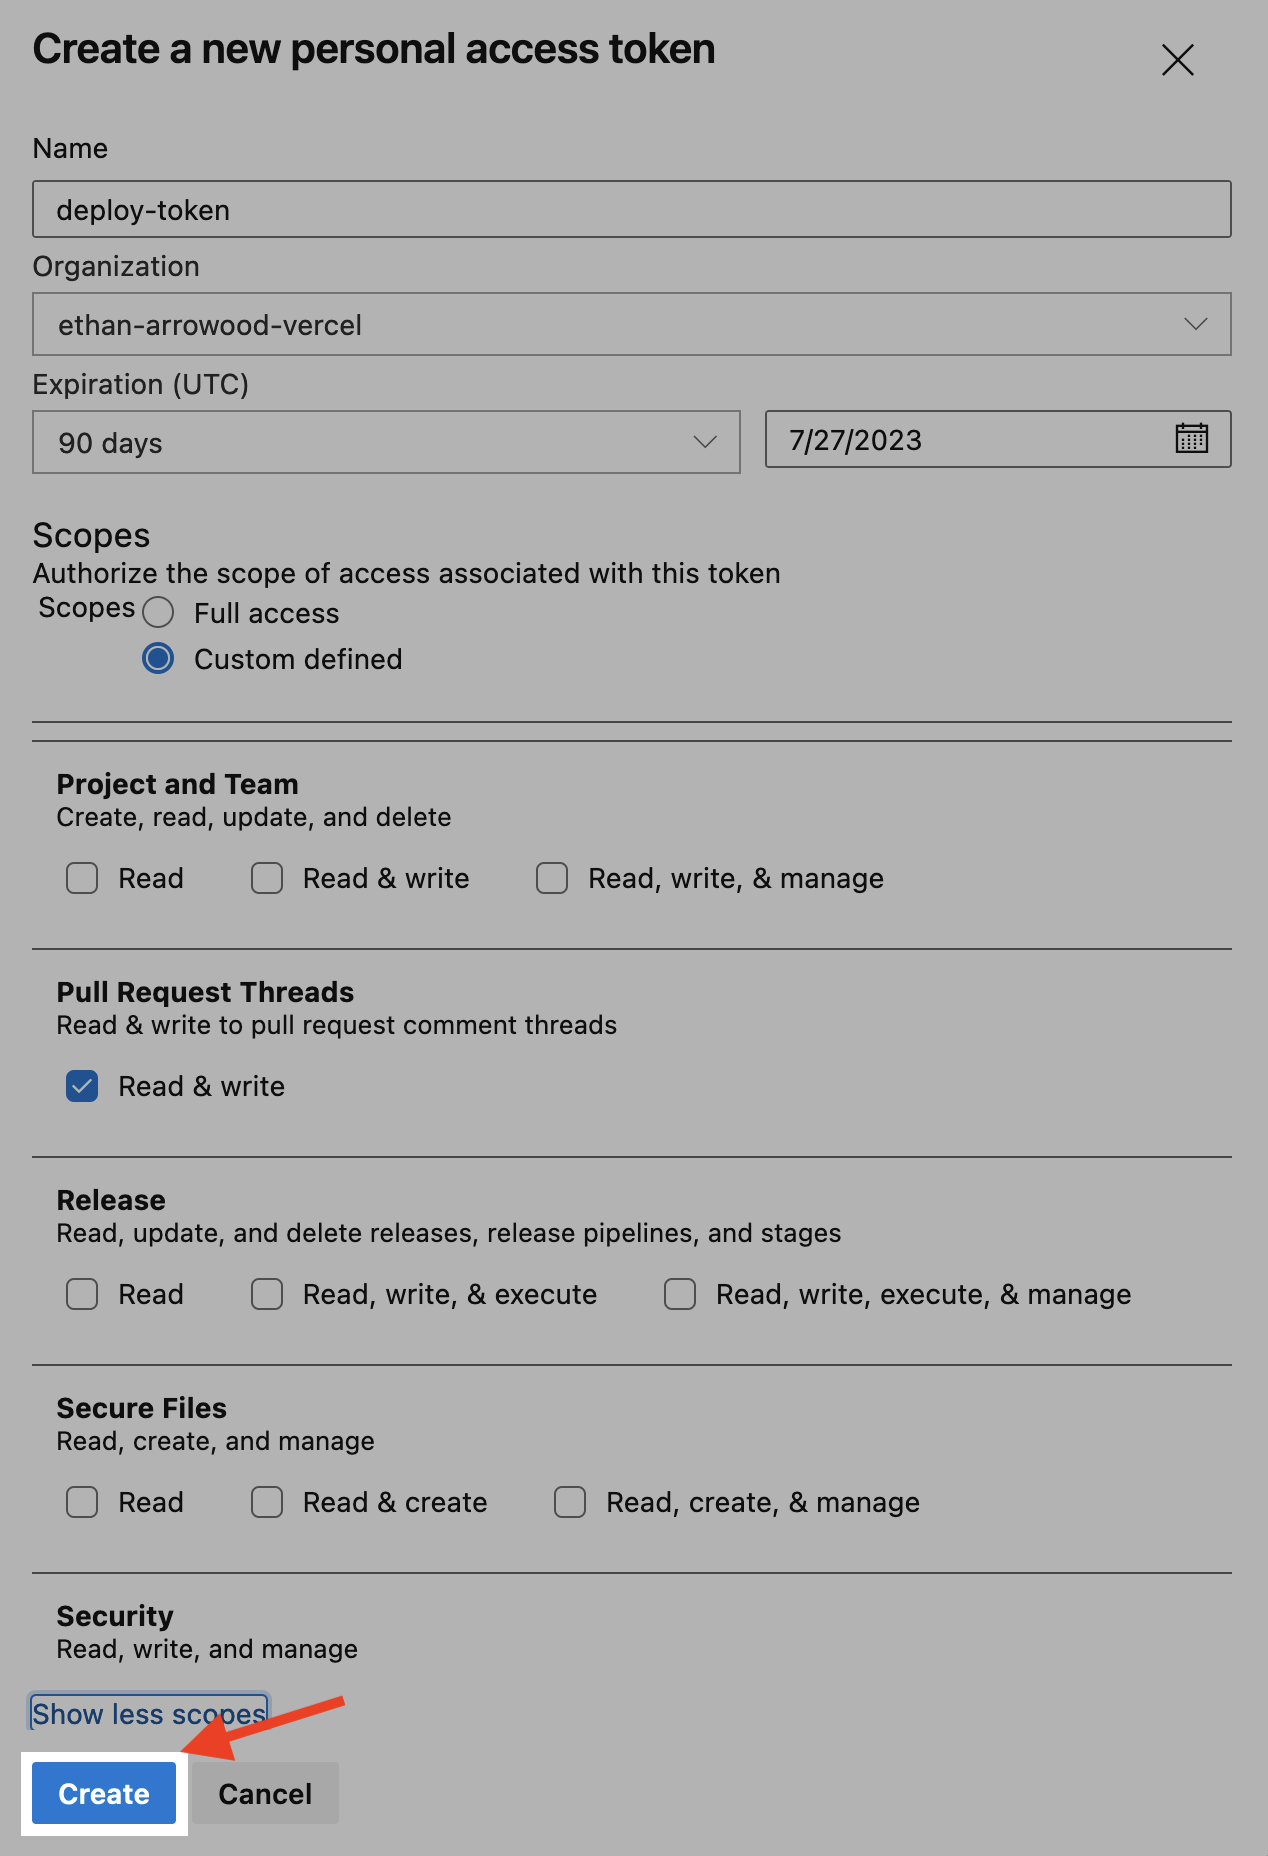 Create a new personal access token
Name
deploy-token
Organization
ethan-arrowood-vercel
Expiration (UTC)
90 days
7/27/2023
Scopes
Authorize the scope of access associated with this token
Scopes
Full access
Custom defined
Project and Team
Create, read, update, and delete
Read
Read & write
Read, write, & manage
Pull Request Threads
Read & write to pull request comment threads
Read & write
Release
Read, update, and delete releases, release pipelines, and stages
Read
Read, write, & execute
Read, write, execute, & manage
Secure Files
Read, create, and manage
Read
Read & create
Read, create, & manage
Security
Read, write, and manage
Show less scopes
Create
Cancel